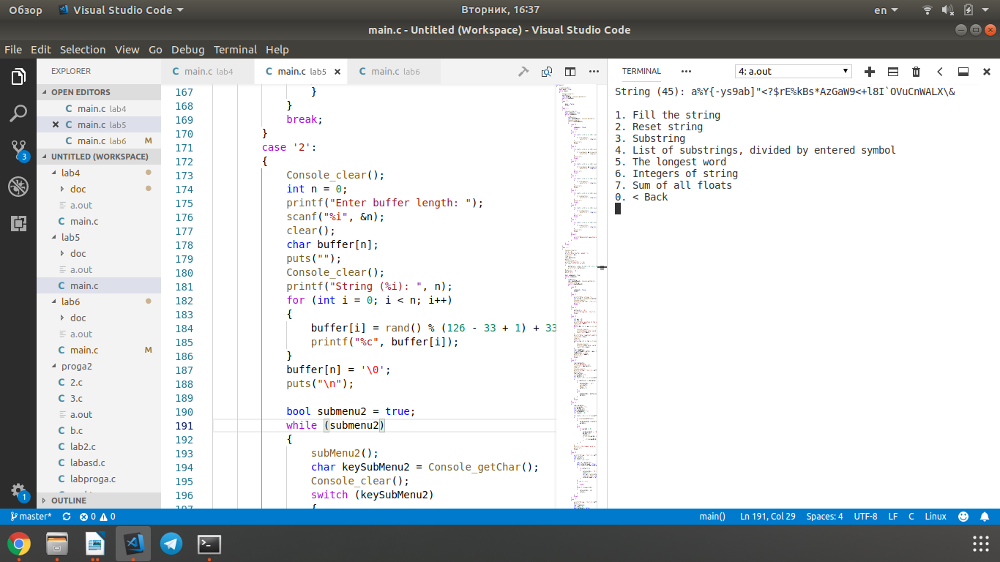 Обзор
Visual Studio Code
Вторник, 16:37
en
main.c - Untitled (Workspace) - Visual Studio Code
File Edit Selection View Go Debug Terminal Help
EXPLORER
OPEN EDITORS
C main.c lab4
C main.c lab5
C main.c lab6 M
UNTITLED (WORKSPACE)
lab4
doc
a.out
C main.c
lab5
doc
a.out
C main.c
lab6
doc
a.out
C main.c M
proga2
C 2.c
C 3.c
a.out
C b.c
C lab2.c
C labasd.c
C labproga.c
OUTLINE
3
1
C main.c lab4
C main.c lab5
C main.c lab6
167 }
168 }
169 break;
170 }
171 case '2':
172 {
173 Console_clear();
174 int n = 0;
175 printf("Enter buffer length: ");
176 scanf("%i", &n);
177 clear();
178 char buffer[n];
179 puts("");
180 Console_clear();
181 printf("String (%i): ", n);
182 for (int i = 0; i < n; i++)
183 {
184 buffer[i] = rand() % (126 - 33 + 1) + 33
185 printf("%c", buffer[i]);
186 }
187 buffer[n] = '\0';
188 puts("\n");
189
190 bool submenu2 = true;
191 while (submenu2)
192 {
193 subMenu2();
194 char keySubMenu2 = Console_getChar();
195 Console_clear();
196 switch (keySubMenu2)
197 {
TERMINAL
4: a.out
String (45): a%Y{-ys9ab]"<?$rE%kBs*AzGaW9<+l8I`OVuCnWALX\&
1. Fill the string
2. Reset string
3. Substring
4. List of substrings, divided by entered symbol
5. The longest word
6. Integers of string
7. Sum of all floats
0. < Back
master* 0 0
main() Ln 191, Col 29 Spaces: 4 UTF-8 LF C Linux